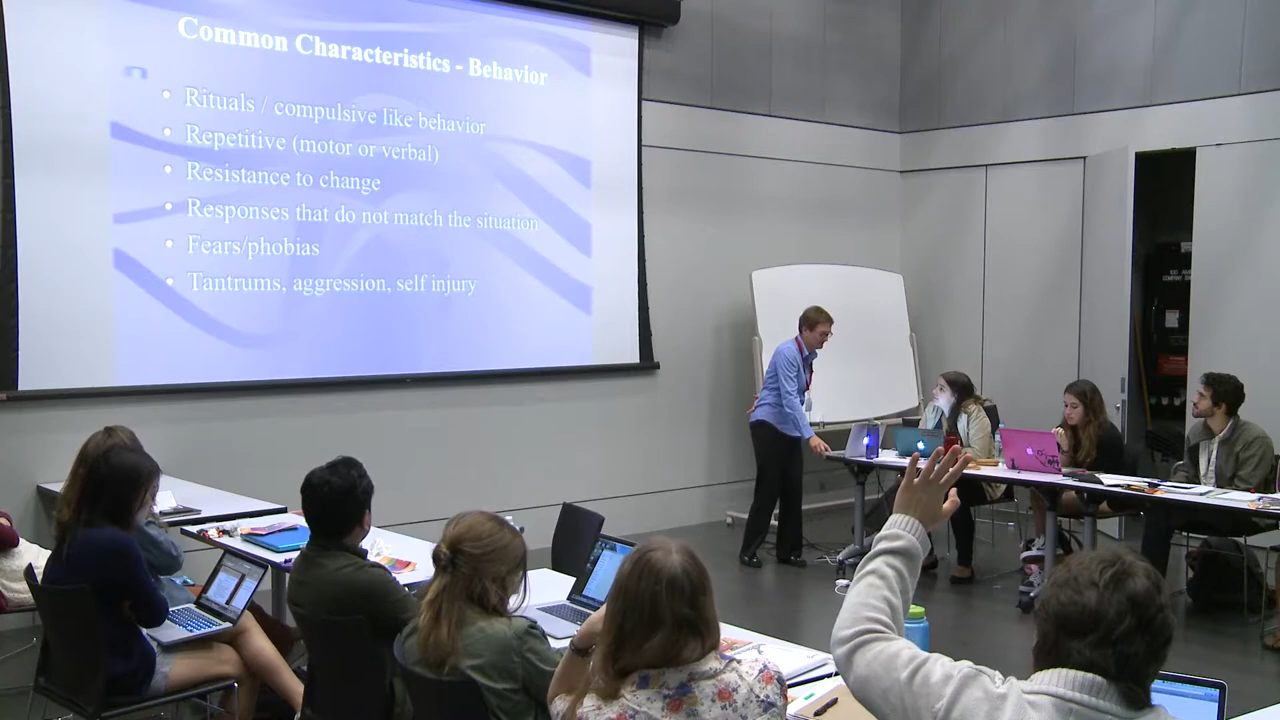 Common Characteristics - Behavior
• Rituals / compulsive like behavior
• Repetitive (motor or verbal)
• Resistance to change
• Responses that do not match the situation
• Fears/phobias
• Tantrums, aggression, self injury